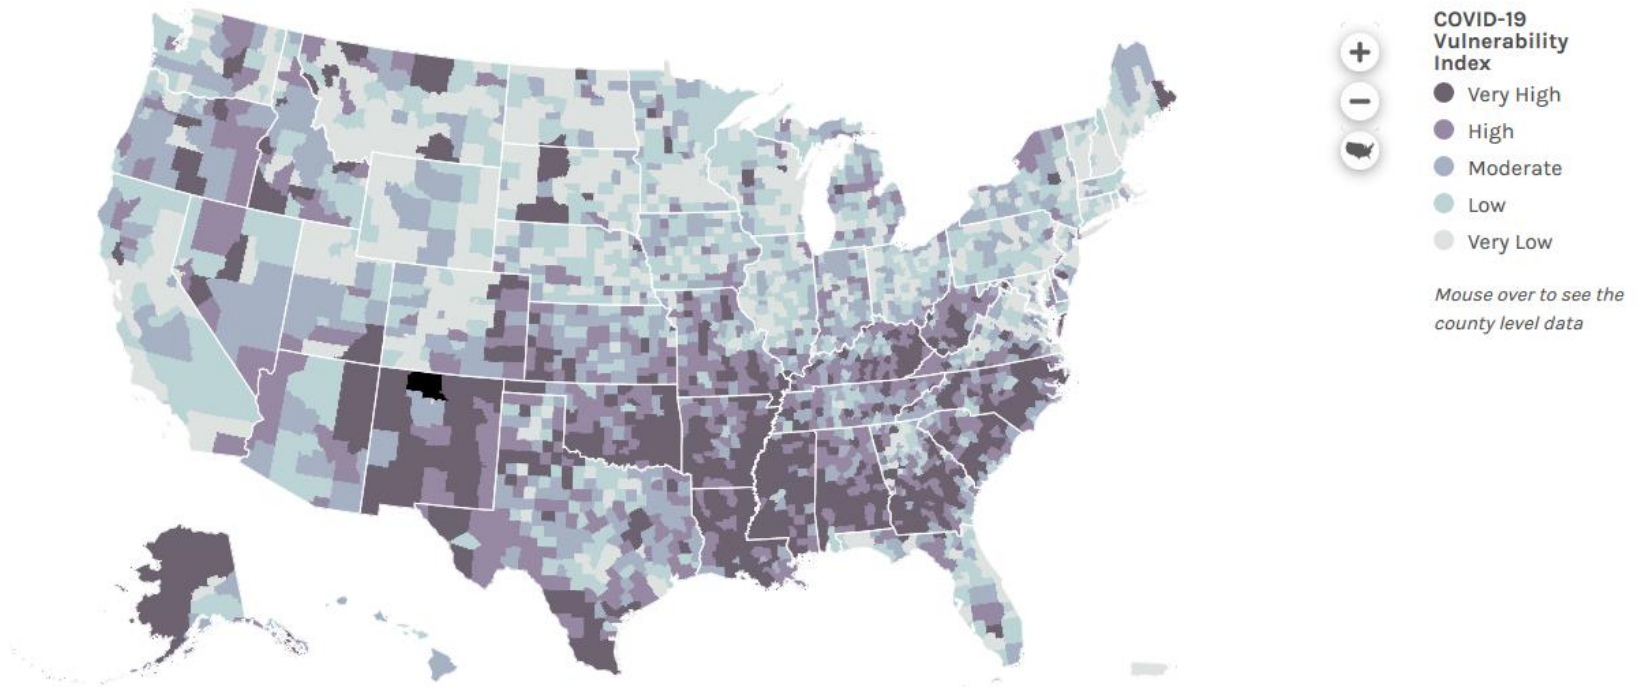 COVID-19
Vulnerability
Index
Very High
High
Moderate
Low
Very Low
Mouse over to see the
county level data